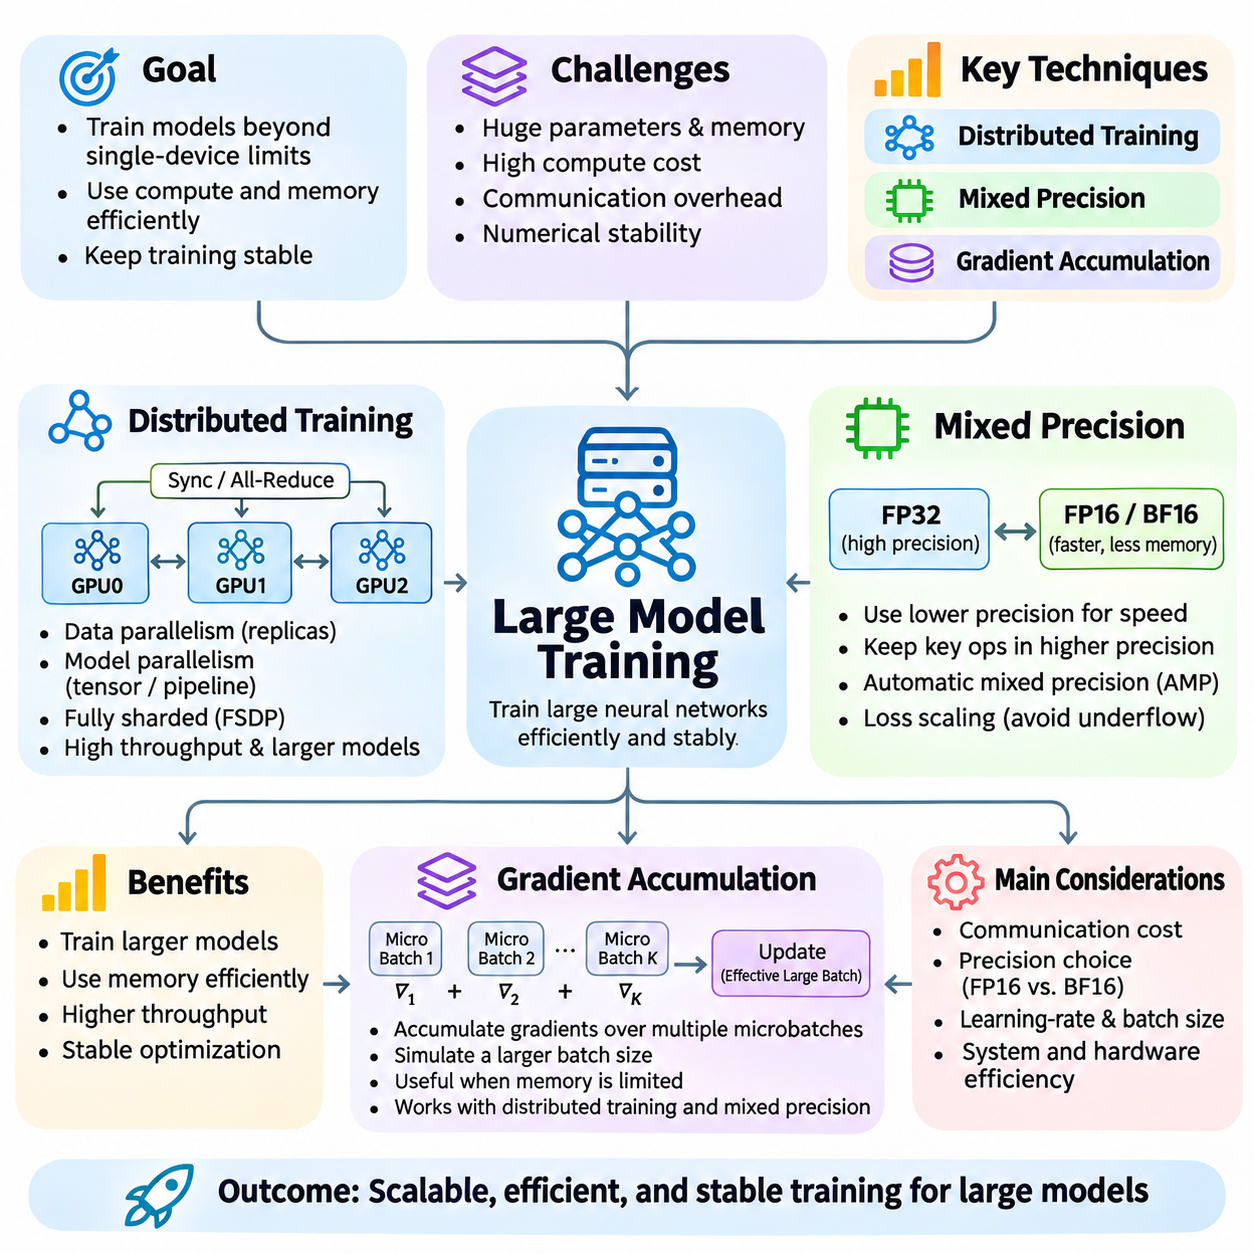 Goal
• Train models beyond
single-device limits
• Use compute and memory
efficiently
• Keep training stable
Challenges
• Huge parameters & memory
• High compute cost
• Communication overhead
• Numerical stability
Key Techniques
Distributed Training
Mixed Precision
Gradient Accumulation
Distributed Training
Sync / All-Reduce
GPU0
GPU1
GPU2
• Data parallelism (replicas)
• Model parallelism
(tensor / pipeline)
• Fully sharded (FSDP)
• High throughput & larger models
Large Model
Training
Train large neural networks
efficiently and stably.
Mixed Precision
FP32
(high precision)
FP16 / BF16
(faster, less memory)
• Use lower precision for speed
• Keep key ops in higher precision
• Automatic mixed precision (AMP)
• Loss scaling (avoid underflow)
Benefits
• Train larger models
• Use memory efficiently
• Higher throughput
• Stable optimization
Gradient Accumulation
Micro
Batch 1
Micro
Batch 2
...
Micro
Batch K
Update
(Effective Large Batch)
∇1 + ∇2 + ∇K
• Accumulate gradients over multiple microbatches
• Simulate a larger batch size
• Useful when memory is limited
• Works with distributed training and mixed precision
Main Considerations
• Communication cost
• Precision choice
(FP16 vs. BF16)
• Learning-rate & batch size
• System and hardware
efficiency
Outcome: Scalable, efficient, and stable training for large models